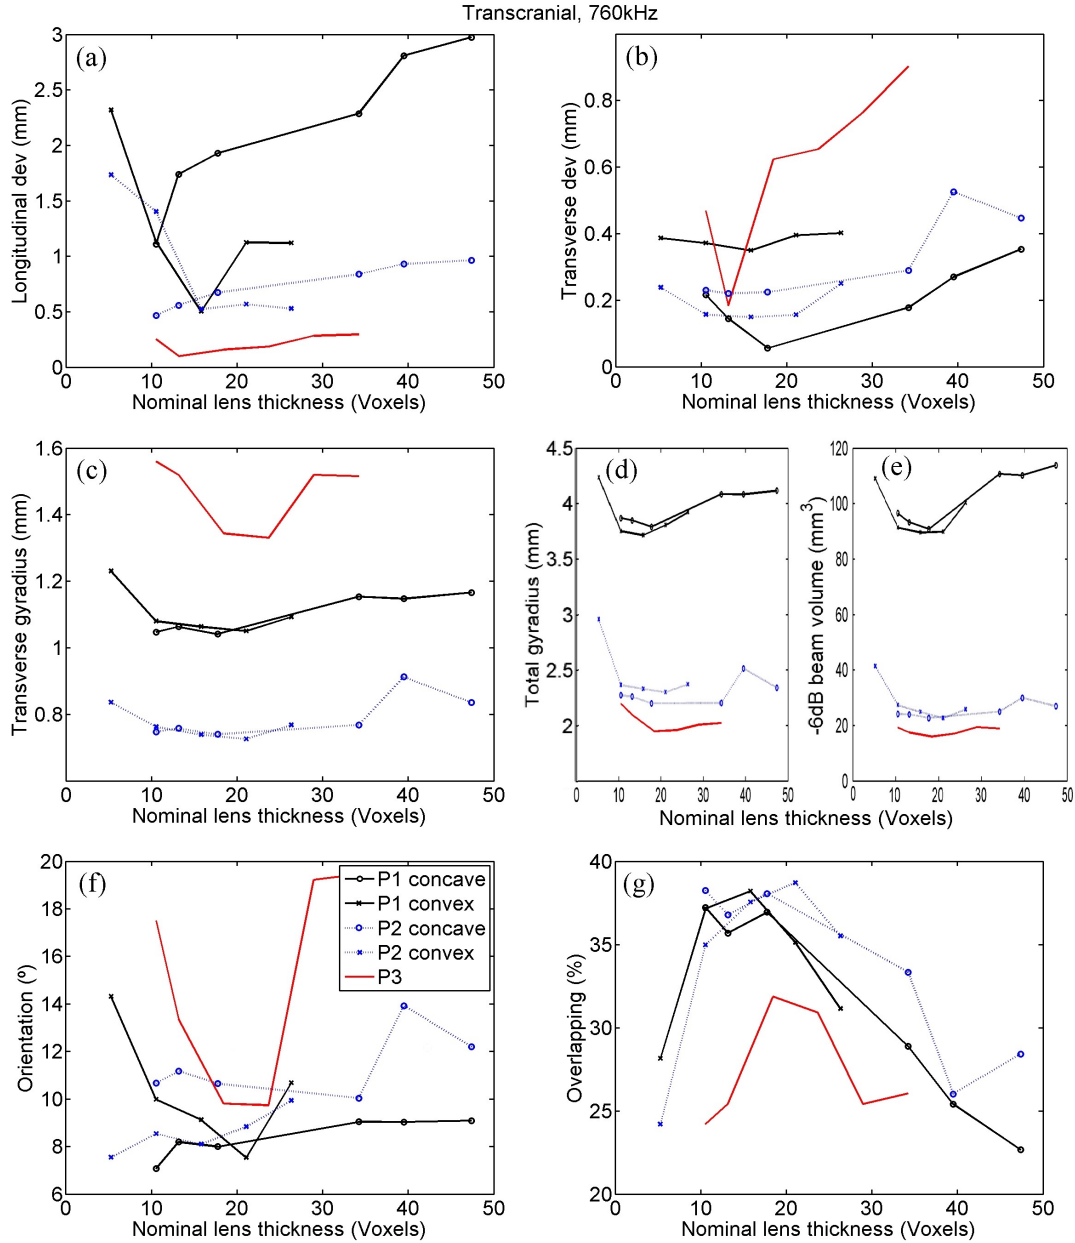 Transcranial, 760kHz
(a)
Longitudinal dev (mm)
3
2.5
2
1.5
1
0.5
0
0 10 20 30 40 50
Nominal lens thickness (Voxels)
(b)
Transverse dev (mm)
0.8
0.6
0.4
0.2
0
0 10 20 30 40 50
Nominal lens thickness (Voxels)
(c)
Transverse gyradius (mm)
1.6
1.4
1.2
1
0.8
0 10 20 30 40 50
Nominal lens thickness (Voxels)
(d)
Total gyradius (mm)
4.5
4
3.5
3
2.5
2
0 10 20 30 40 50
(e)
-6dB beam volume (mm3)
120
100
80
60
40
20
0
0 10 20 30 40 50
Nominal lens thickness (Voxels)
(f)
Orientation (º)
20
18
16
14
12
10
8
6
0 10 20 30 40 50
Nominal lens thickness (Voxels)
P1 concave
P1 convex
P2 concave
P2 convex
P3
(g)
Overlapping (%)
40
35
30
25
20
0 10 20 30 40 50
Nominal lens thickness (Voxels)